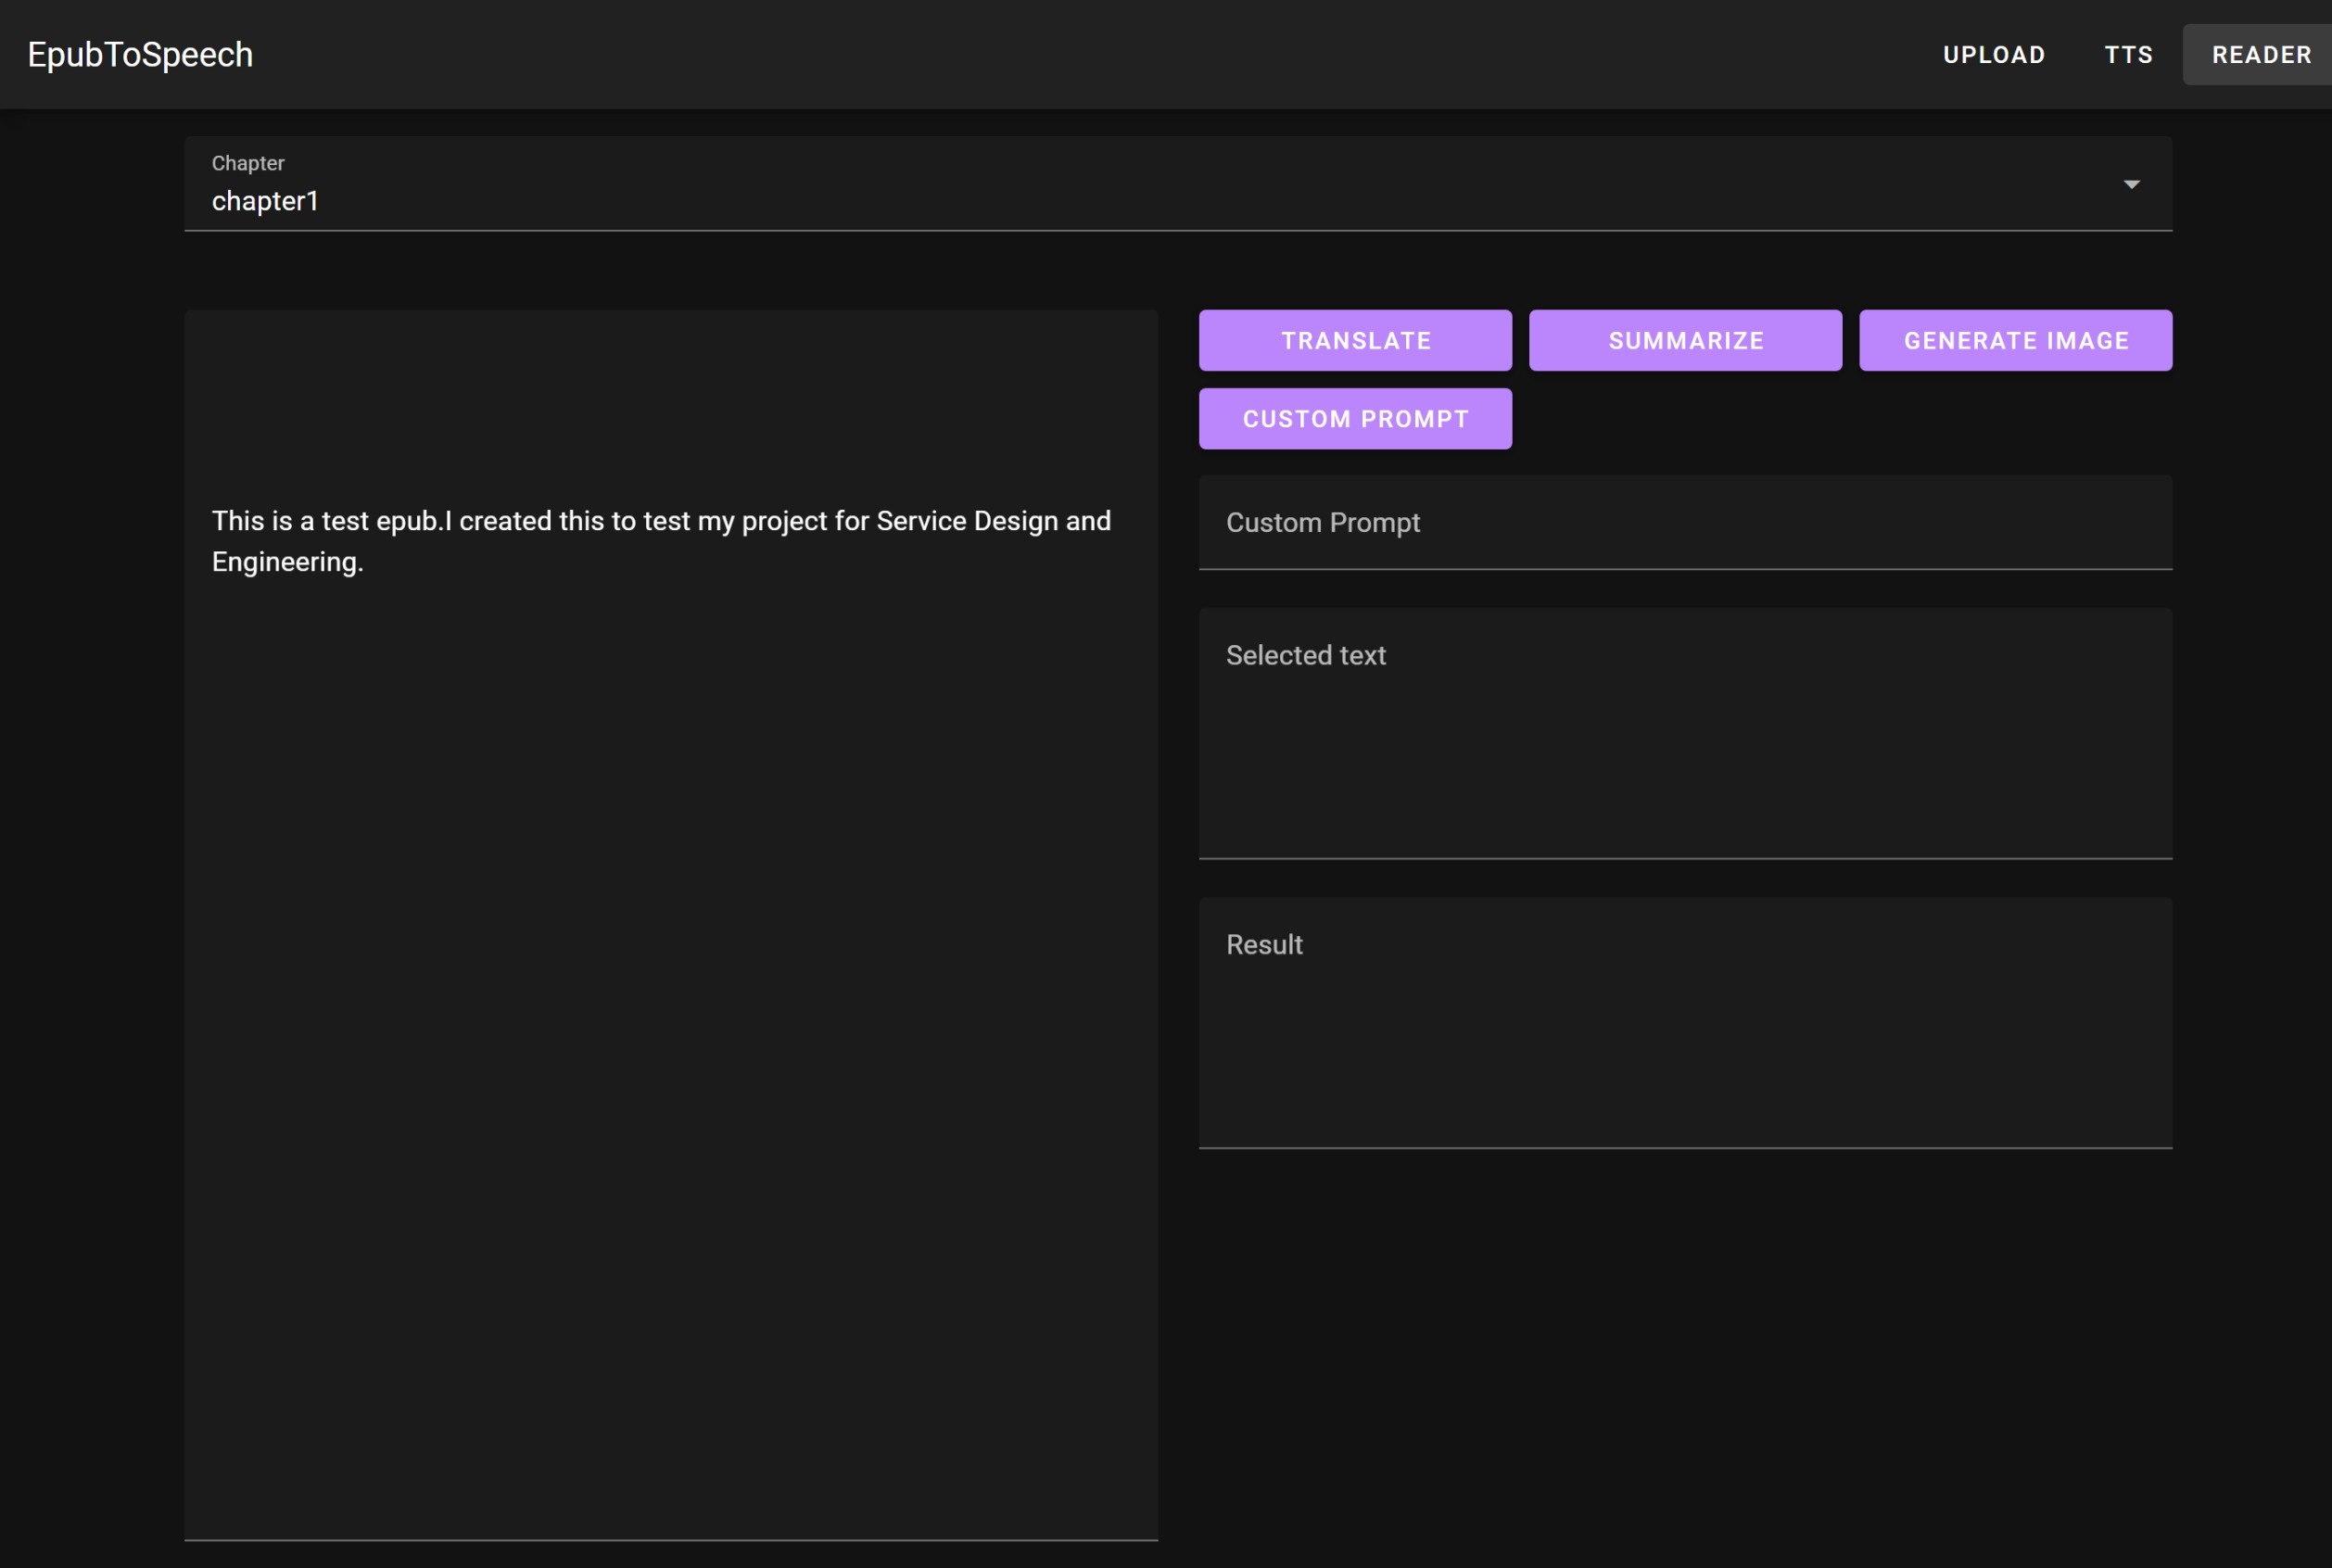 EpubToSpeech
UPLOAD
TTS
READER
Chapter
chapter1
This is a test epub.I created this to test my project for Service Design and
Engineering.
TRANSLATE
SUMMARIZE
GENERATE IMAGE
CUSTOM PROMPT
Custom Prompt
Selected text
Result